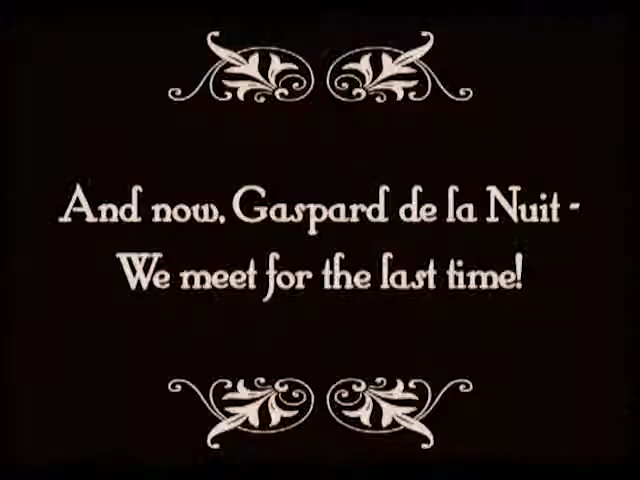 And now, Gaspard de la Nuit -
We meet for the last time!